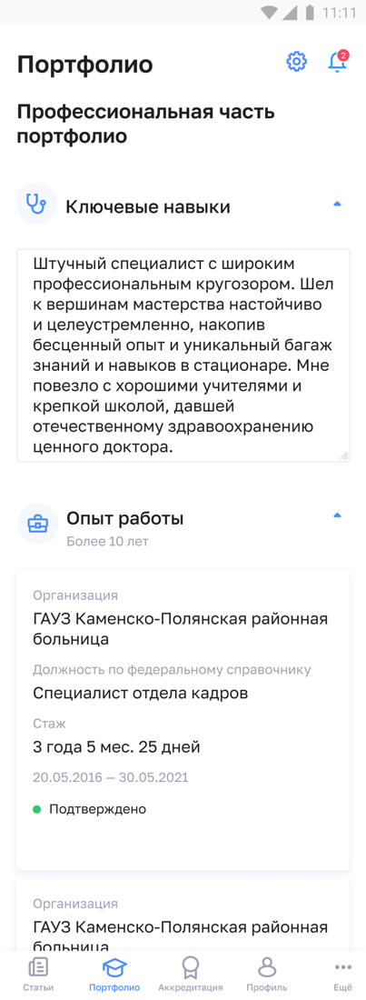 11:11
Портфолио
2
Профессиональная часть
портфолио
Ключевые навыки
Штучный специалист с широким
профессиональным кругозором. Шел
к вершинам мастерства настойчиво
и целеустремленно, накопив
бесценный опыт и уникальный багаж
знаний и навыков в стационаре. Мне
повезло с хорошими учителями и
крепкой школой, давшей
отечественному здравоохранению
ценного доктора.
Опыт работы
Более 10 лет
Организация
ГАУЗ Каменско-Полянская районная
больница
Должность по федеральному справочнику
Специалист отдела кадров
Стаж
3 года 5 мес. 25 дней
20.05.2016 — 30.05.2021
Подтверждено
Организация
ГАУЗ Каменско-Полянская районная
больница
Статьи
Портфолио
Аккредитация
Профиль
Ещё